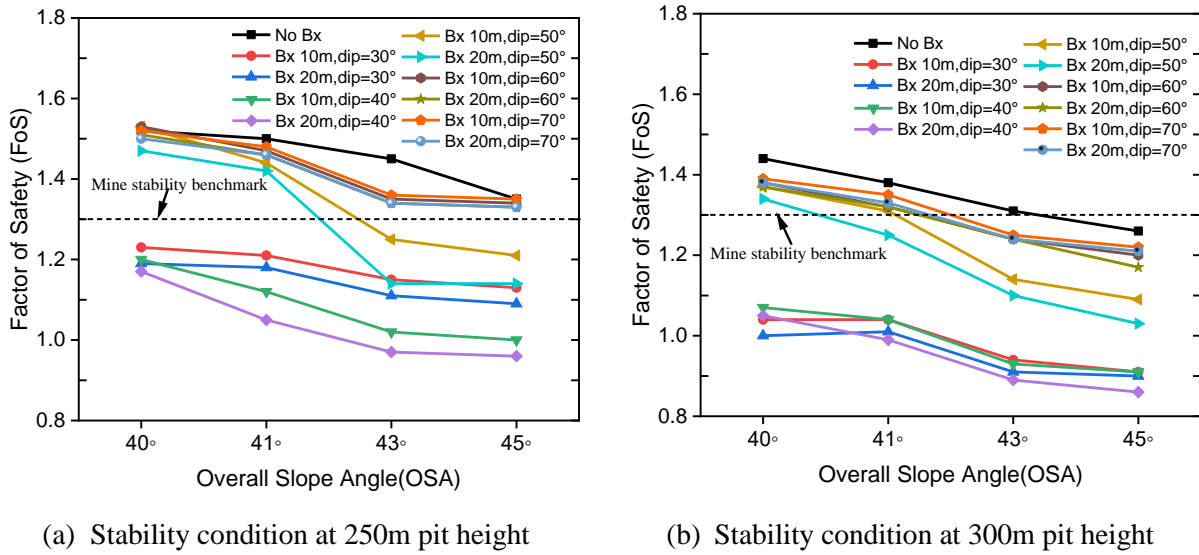 No Bx
Bx 10m,dip=30°
Bx 20m,dip=30°
Bx 10m,dip=40°
Bx 20m,dip=40°
Bx 10m,dip=50°
Bx 20m,dip=50°
Bx 10m,dip=60°
Bx 20m,dip=60°
Bx 10m,dip=70°
Bx 20m,dip=70°
Mine stability benchmark
Factor of Safety (FoS)
1.8
1.6
1.4
1.2
1.0
0.8
40° 41° 43° 45°
Overall Slope Angle(OSA)
(a) Stability condition at 250m pit height
No Bx
Bx 10m,dip=30°
Bx 20m,dip=30°
Bx 10m,dip=40°
Bx 20m,dip=40°
Bx 10m,dip=50°
Bx 20m,dip=50°
Bx 10m,dip=60°
Bx 20m,dip=60°
Bx 10m,dip=70°
Bx 20m,dip=70°
Mine stability benchmark
Factor of Safety (FoS)
1.8
1.6
1.4
1.2
1.0
0.8
40° 41° 43° 45°
Overall Slope Angle(OSA)
(b) Stability condition at 300m pit height